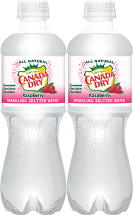 ALL NATURAL
CANADA DRY
Raspberry
SPARKLING SELTZER WATER
ALL NATURAL
CANADA DRY
Raspberry
SPARKLING SELTZER WATER